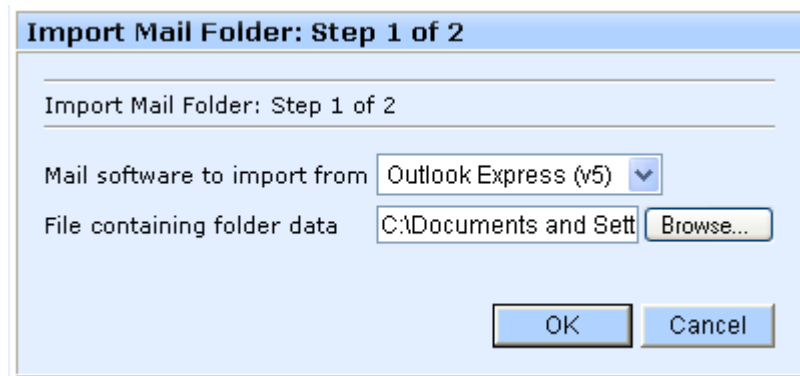 Import Mail Folder: Step 1 of 2
Import Mail Folder: Step 1 of 2
Mail software to import from Outlook Express (v5)
File containing folder data C:\Documents and Sett Browse...
OK Cancel